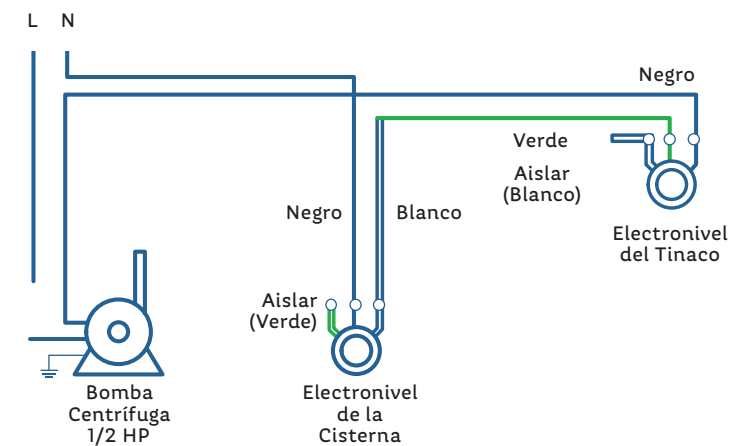 L N
Negro
Verde
Aislar
(Blanco)
Negro
Blanco
Electronivel
del Tinaco
Aislar
(Verde)
Bomba
Centrífuga
1/2 HP
Electronivel
de la
Cisterna